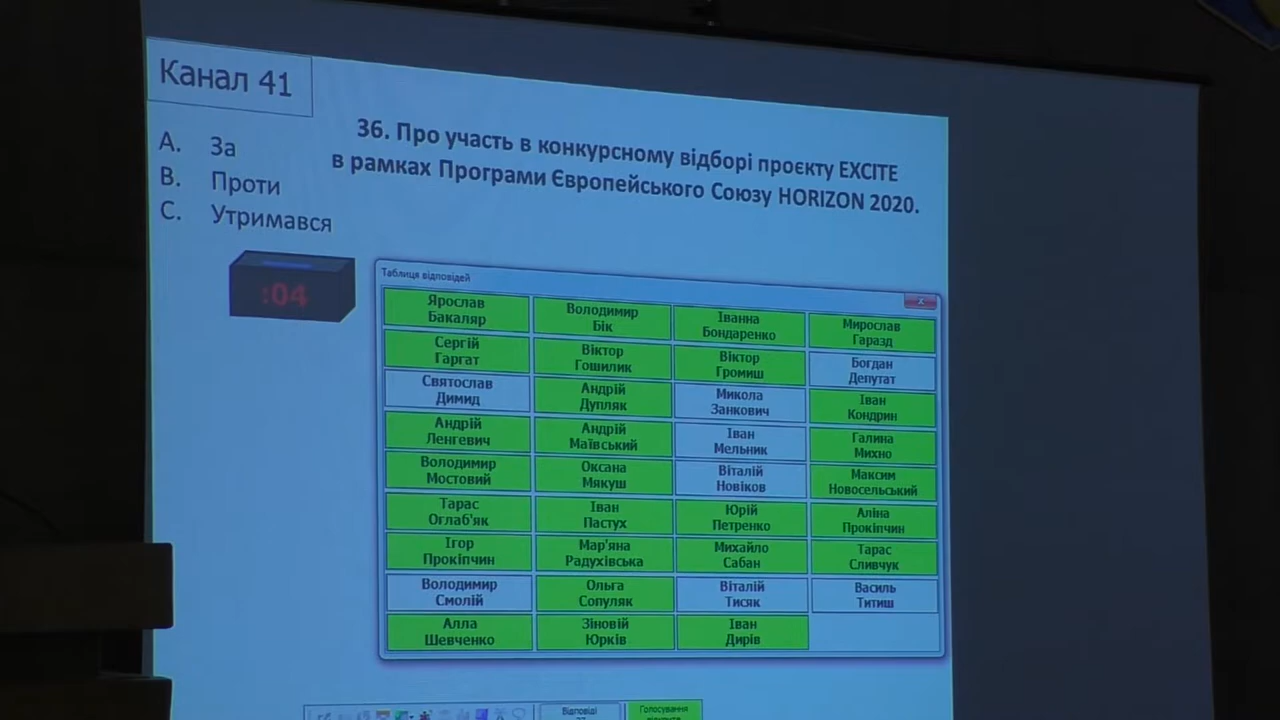 Канал 41
36. Про участь в конкурсному відборі проєкту EXCITE
в рамках Програми Європейського Союзу HORIZON 2020.
A. За
B. Проти
C. Утримався
:04
Таблиця відповідей
x
Ярослав
Бакаляр
Володимир
Бік
Іванна
Бондаренко
Мирослав
Гаразд
Сергій
Гаргат
Віктор
Гошилик
Віктор
Громиш
Богдан
Депутат
Святослав
Димид
Андрій
Дупляк
Микола
Занкович
Іван
Кондрин
Андрій
Ленгевич
Андрій
Маївський
Іван
Мельник
Галина
Михно
Володимир
Мостовий
Оксана
Мякуш
Віталій
Новіков
Максим
Новосельський
Тарас
Оглаб'як
Іван
Пастух
Юрій
Петренко
Аліна
Прокіпчин
Ігор
Прокіпчин
Мар'яна
Радухівська
Михайло
Сабан
Тарас
Сливчук
Володимир
Смолій
Ольга
Сопуляк
Віталій
Тисяк
Василь
Титиш
Алла
Шевченко
Зіновій
Юрків
Іван
Дирів
Відповіді
Голосування